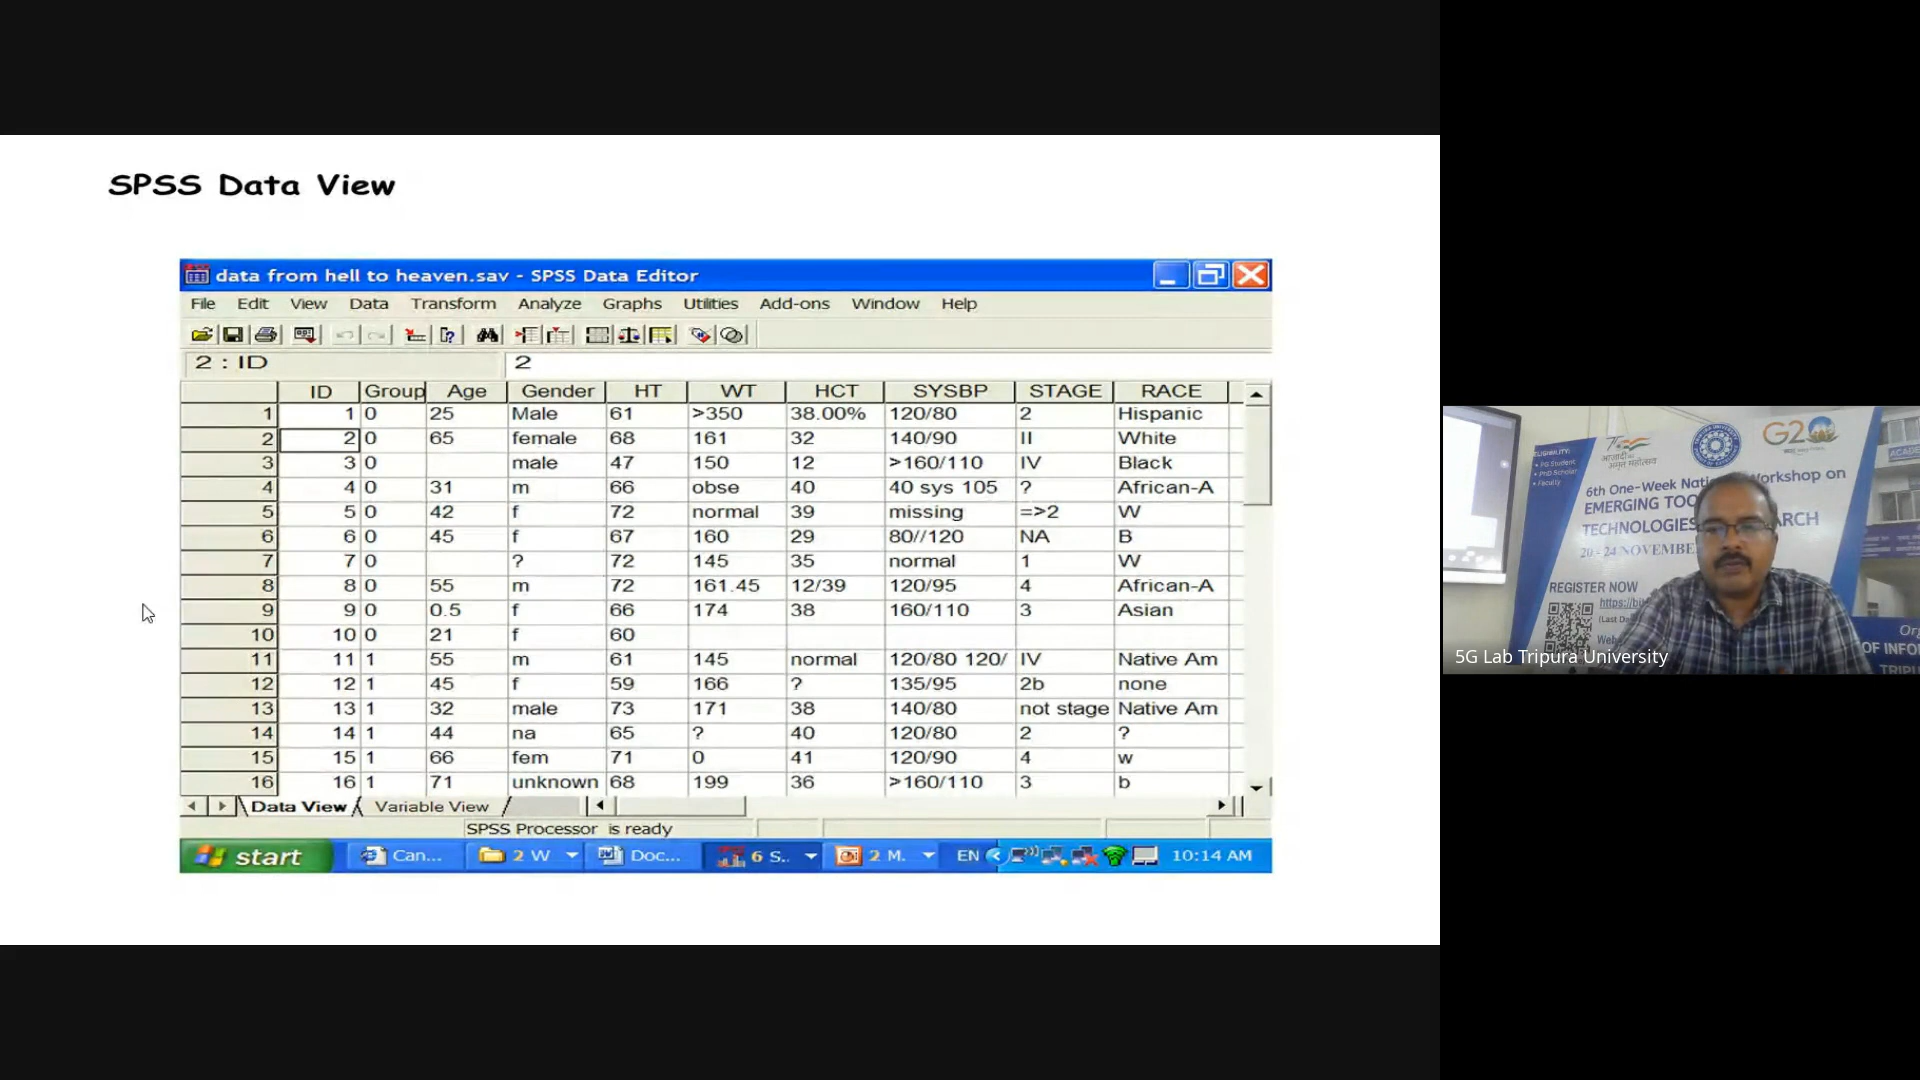 SPSS Data View
data from hell to heaven.sav - SPSS Data Editor
File Edit View Data Transform Analyze Graphs Utilities Add-ons Window Help
2 : ID 2
ID Group Age Gender HT WT HCT SYSBP STAGE RACE
1 1 0 25 Male 61 >350 38.00% 120/80 2 Hispanic
2 2 0 65 female 68 161 32 140/90 II White
3 3 0 male 47 150 12 >160/110 IV Black
4 4 0 31 m 66 obse 40 40 sys 105 ? African-A
5 5 0 42 f 72 normal 39 missing =>2 W
6 6 0 45 f 67 160 29 80//120 NA B
7 7 0 ? 72 145 35 normal 1 W
8 8 0 55 m 72 161.45 12/39 120/95 4 African-A
9 9 0 0.5 f 66 174 38 160/110 3 Asian
10 10 0 21 f 60
11 11 1 55 m 61 145 normal 120/80 120/ IV Native Am
12 12 1 45 f 59 166 ? 135/95 2b none
13 13 1 32 male 73 171 38 140/80 not stage Native Am
14 14 1 44 na 65 ? 40 120/80 2 ?
15 15 1 66 fem 71 0 41 120/90 4 w
16 16 1 71 unknown 68 199 36 >160/110 3 b
Data View Variable View
SPSS Processor is ready
start Can... 2 W Doc... 6 S.. 2 M. EN 10:14 AM
ELIGIBILITY:
PG Student
PhD Scholar
Faculty
G20
6th One-Week Workshop on
EMERGING
TECHNOLOGIES
20 - 24 NOVEMBER
REGISTER NOW
5G Lab Tripura University